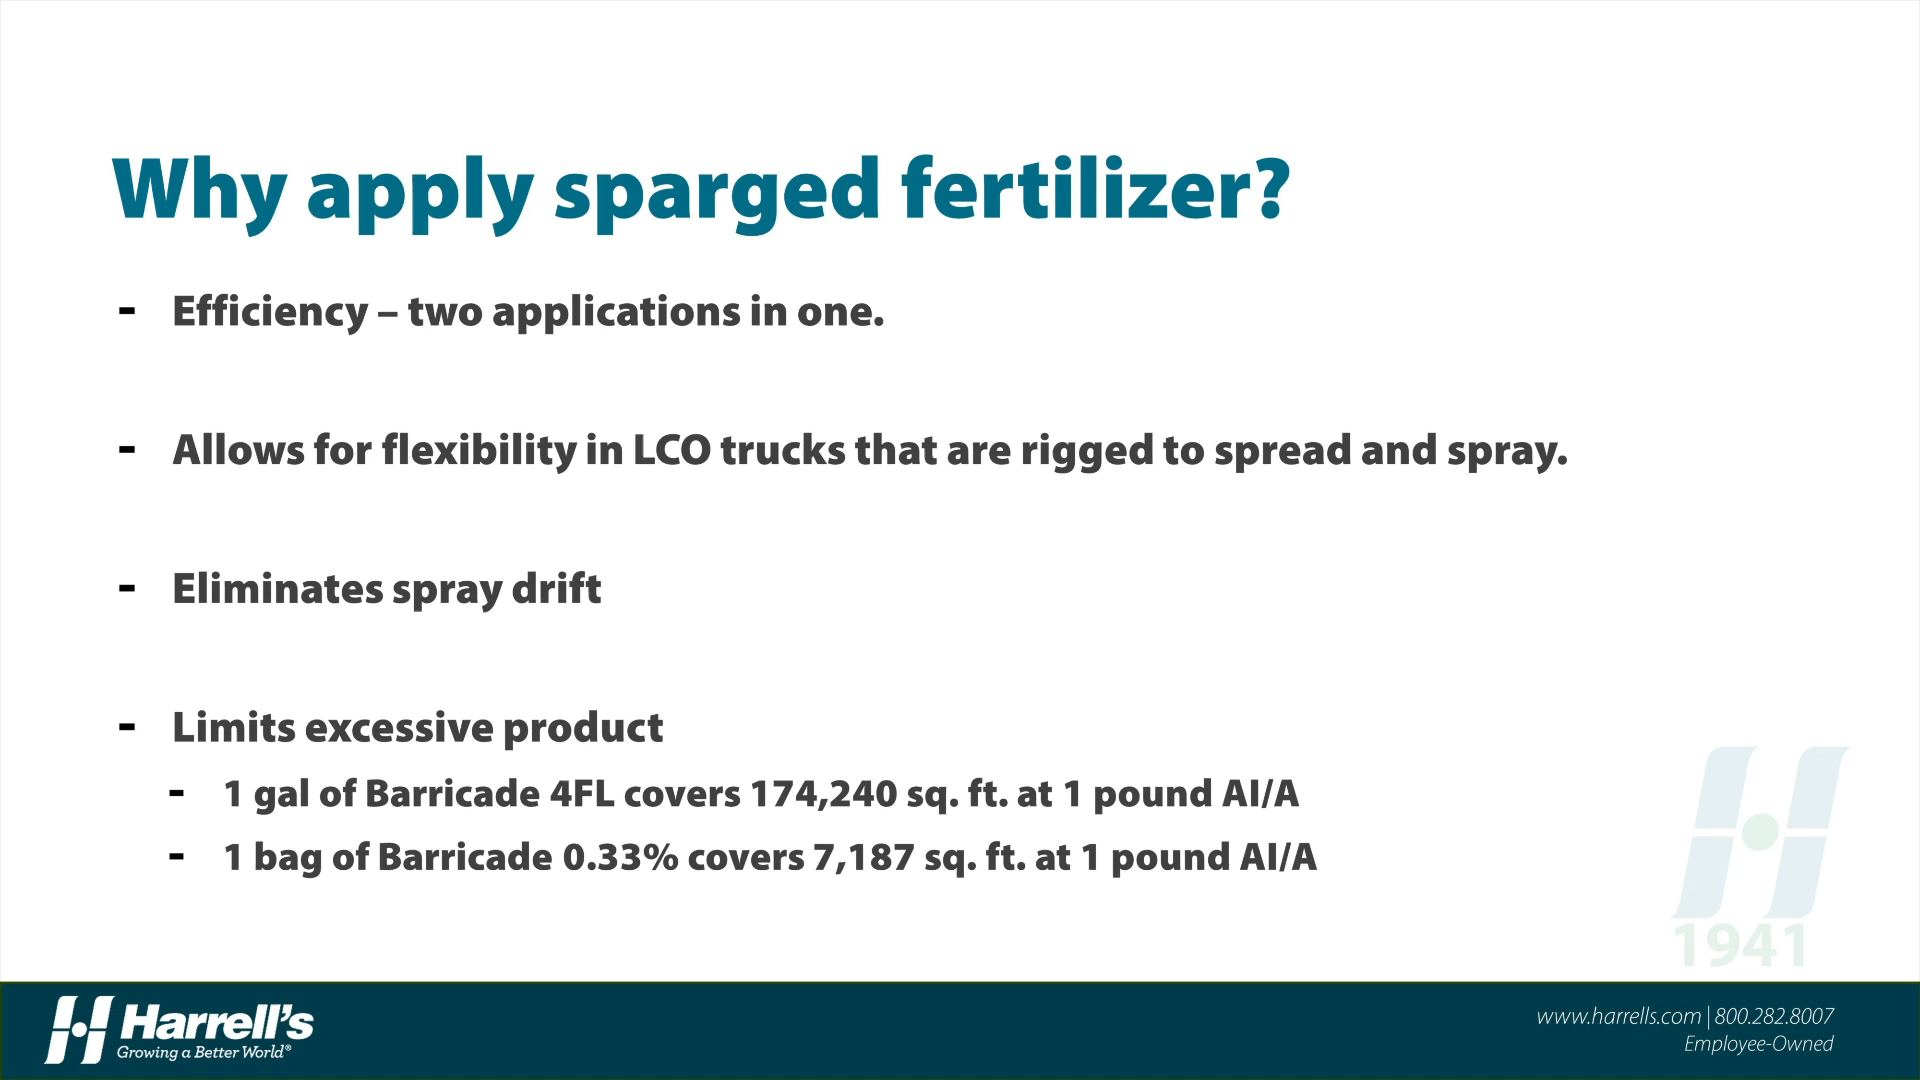 Why apply sparged fertilizer?
- Efficiency – two applications in one.
- Allows for flexibility in LCO trucks that are rigged to spread and spray.
- Eliminates spray drift
- Limits excessive product
- 1 gal of Barricade 4FL covers 174,240 sq. ft. at 1 pound AI/A
- 1 bag of Barricade 0.33% covers 7,187 sq. ft. at 1 pound AI/A
1941
Harrell's
Growing a Better World®
www.harrells.com | 800.282.8007
Employee-Owned